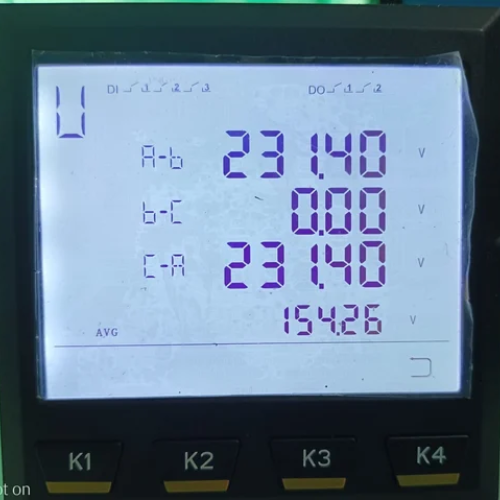 U DI 1 2 3 DO 1 2
A-b 231.40 V
b-C 0.00 V
C-A 231.40 V
AVG 154.26 V
K1 K2 K3 K4
ot on